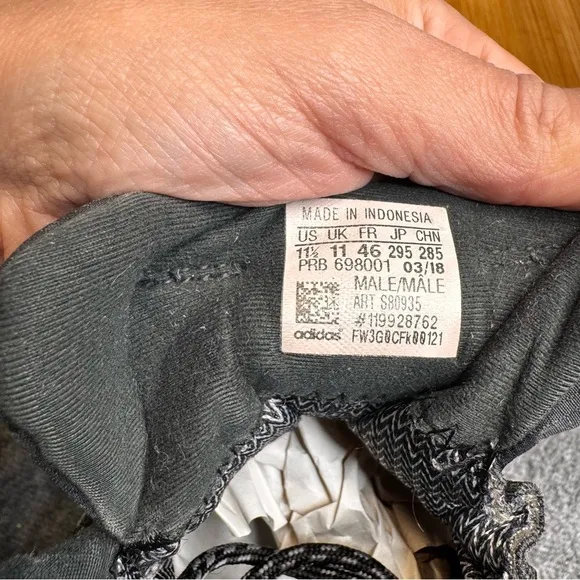 MADE IN INDONESIA
US UK FR JP CHN
11½ 11 46 295 285
PRB 698001 03/18
MALE/MÂLE
ART S80935
#119928762
adidas FW3G0CFk00121